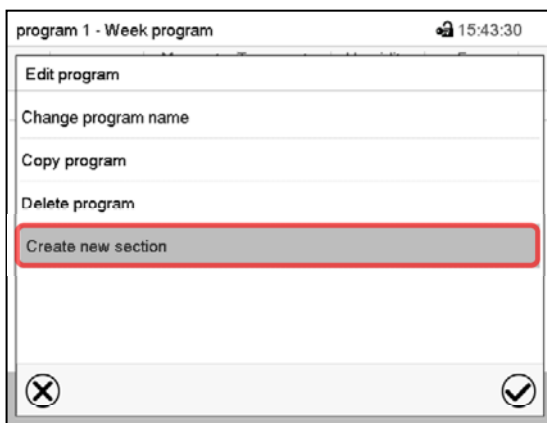 program 1 - Week program 15:43:30
Edit program
Change program name
Copy program
Delete program
Create new section